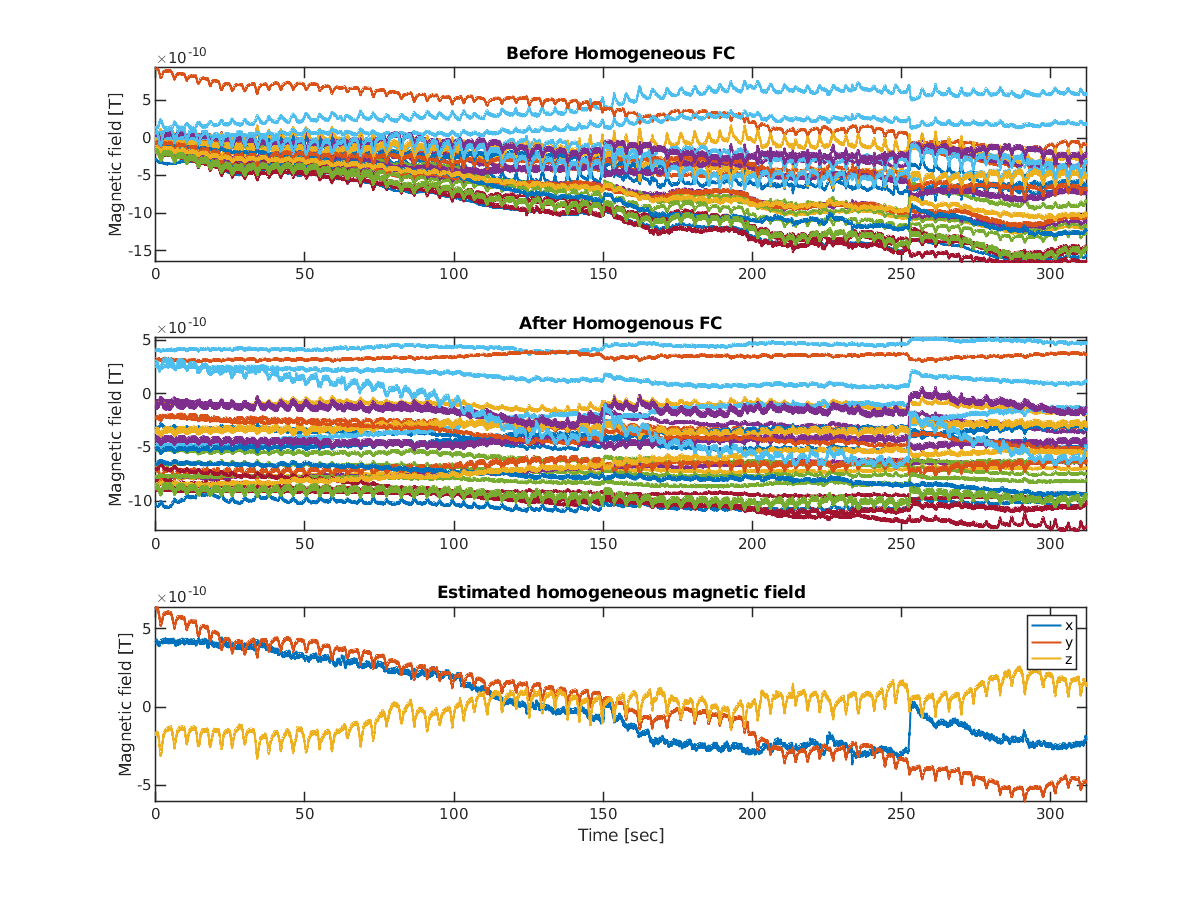 Before Homogeneous FC
×10-10
Magnetic field [T]
5
0
-5
-10
-15
0 50 100 150 200 250 300
After Homogenous FC
×10-10
Magnetic field [T]
5
0
-5
-10
0 50 100 150 200 250 300
Estimated homogeneous magnetic field
×10-10
Magnetic field [T]
5
0
-5
x
y
z
0 50 100 150 200 250 300
Time [sec]